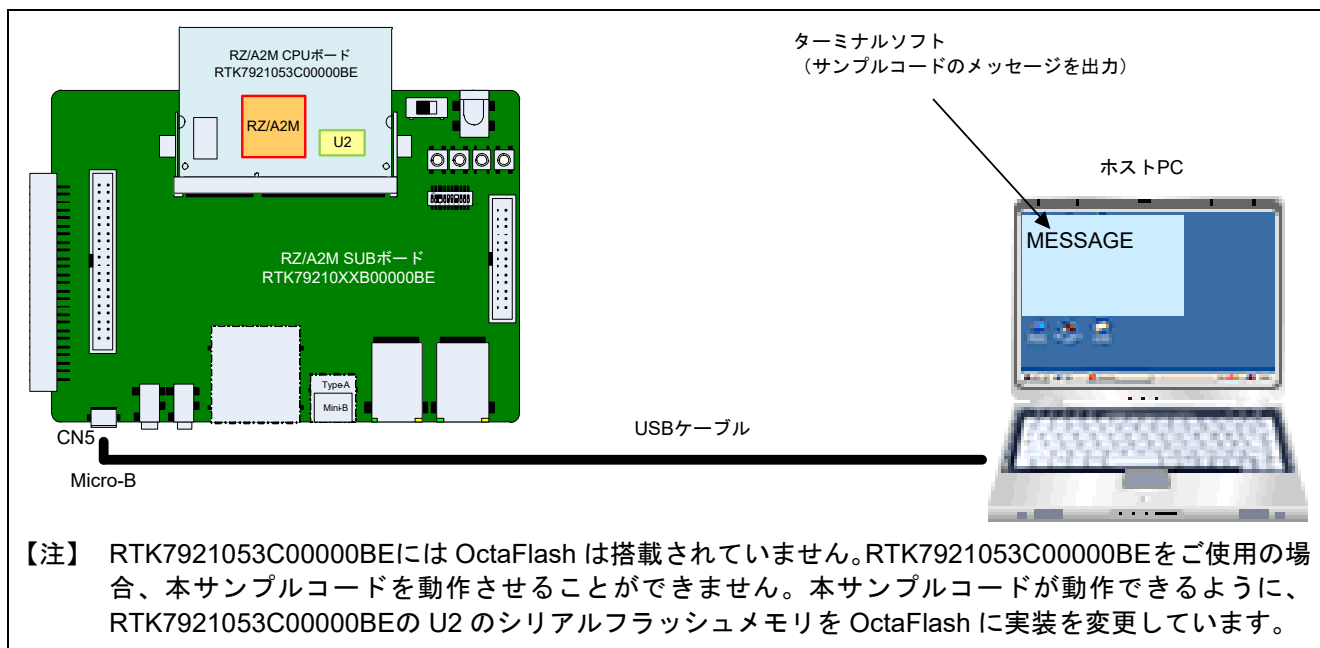 RZ/A2M CPUボード
RTK7921053C00000BE
RZ/A2M
U2
RZ/A2M SUBボード
RTK79210XXB00000BE
Type-A
Mini-B
CN5
Micro-B
USBケーブル
ターミナルソフト
（サンプルコードのメッセージを出力）
ホストPC
MESSAGE
【注】 RTK7921053C00000BEには OctaFlash は搭載されていません。RTK7921053C00000BEをご使用の場
合、本サンプルコードを動作させることができません。本サンプルコードが動作できるように、
RTK7921053C00000BEの U2 のシリアルフラッシュメモリを OctaFlash に実装を変更しています。